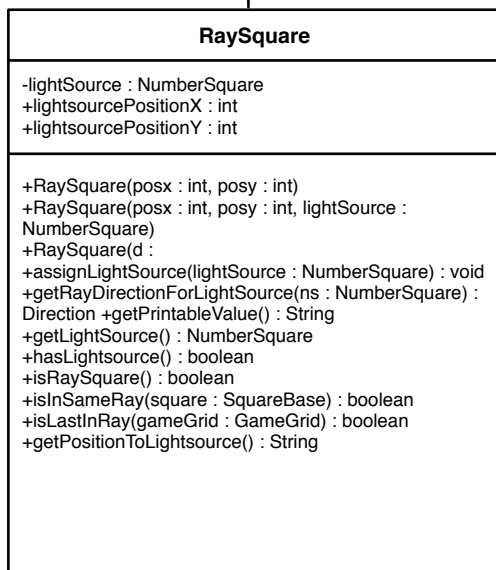 RaySquare
-lightSource : NumberSquare
+lightsourcePositionX : int
+lightsourcePositionY : int
+RaySquare(posx : int, posy : int)
+RaySquare(posx : int, posy : int, lightSource :
NumberSquare)
+RaySquare(d :
+assignLightSource(lightSource : NumberSquare) : void
+getRayDirectionForLightSource(ns : NumberSquare) :
Direction +getPrintableValue() : String
+getLightSource() : NumberSquare
+hasLightsource() : boolean
+isRaySquare() : boolean
+isInSameRay(square : SquareBase) : boolean
+isLastInRay(gameGrid : GameGrid) : boolean
+getPositionToLightsource() : String